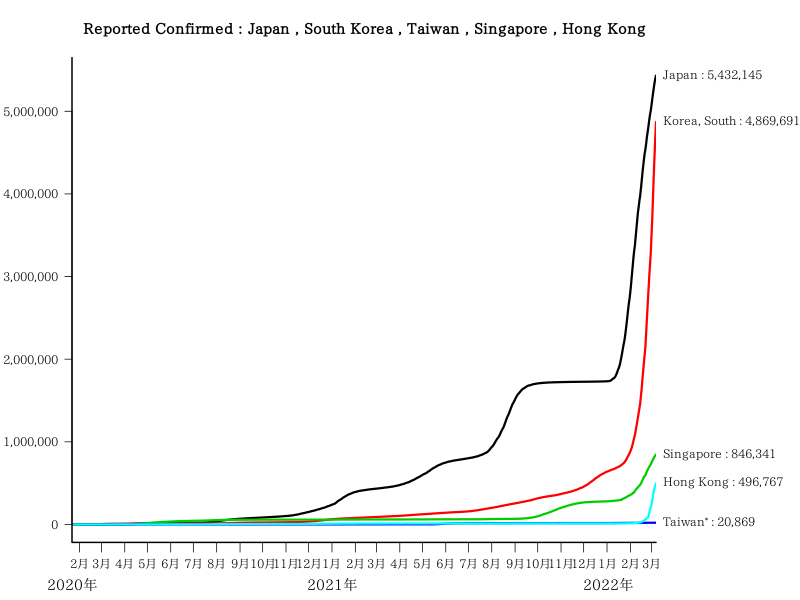 Reported Confirmed : Japan , South Korea , Taiwan , Singapore , Hong Kong
Japan : 5,432,145
5,000,000
Korea, South : 4,869,691
4,000,000
3,000,000
2,000,000
1,000,000
Singapore : 846,341
Hong Kong : 496,767
0
Taiwan* : 20,869
2月 3月 4月 5月 6月 7月 8月 9月 10月 11月 12月 1月 2月 3月 4月 5月 6月 7月 8月 9月 10月 11月 12月 1月 2月 3月
2020年 2021年 2022年